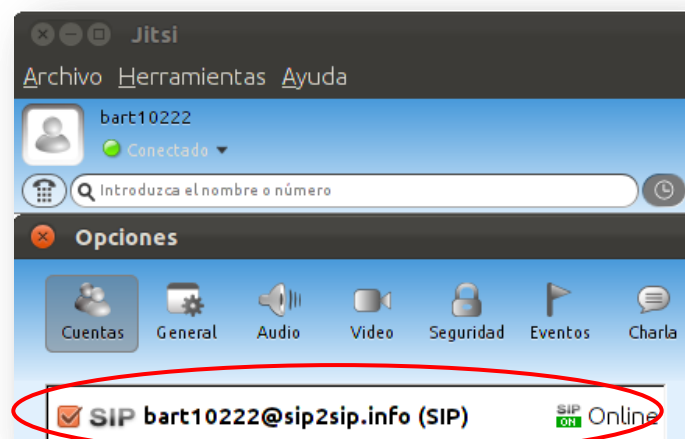 Jitsi
Archivo Herramientas Ayuda
bart10222
Conectado
Introduzca el nombre o número
Opciones
Cuentas General Audio Video Seguridad Eventos Charla
SIP bart10222@sip2sip.info (SIP) SIP ON Online